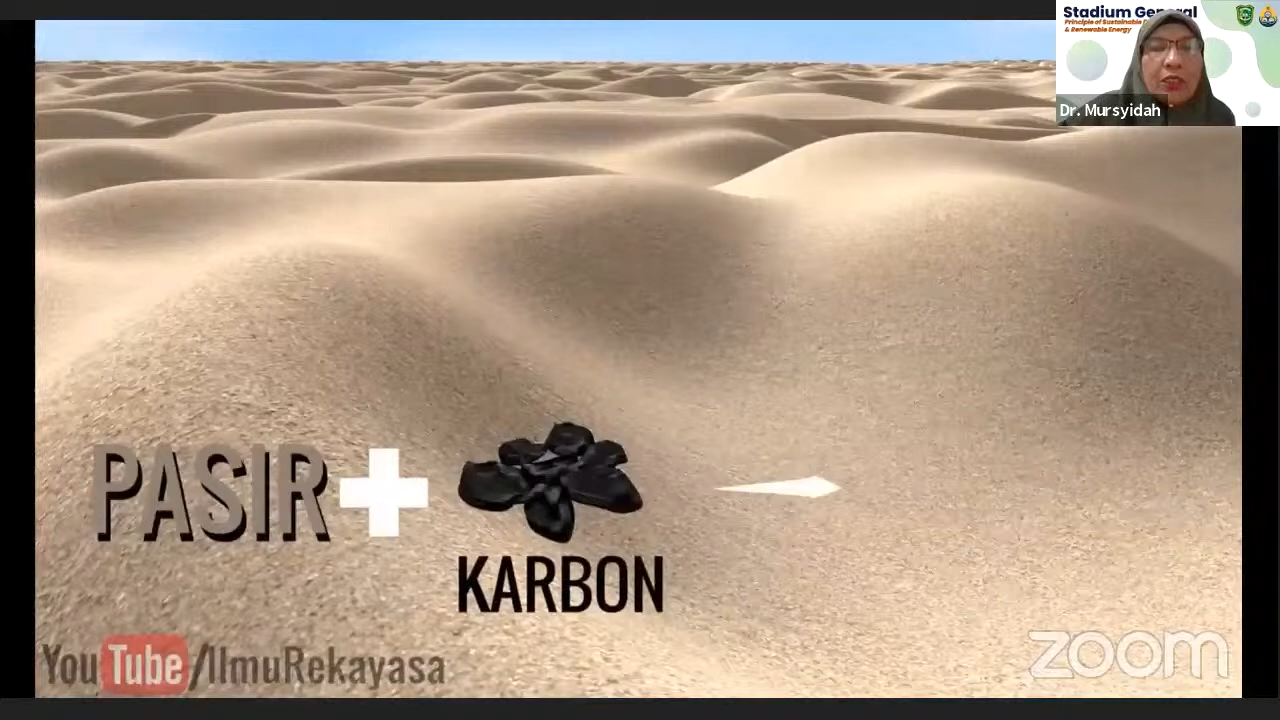 Stadium General
Principle of Sustainable
& Renewable Energy
Dr. Mursyidah
PASIR+
KARBON
YouTube/IlmuRekayasa
zoom